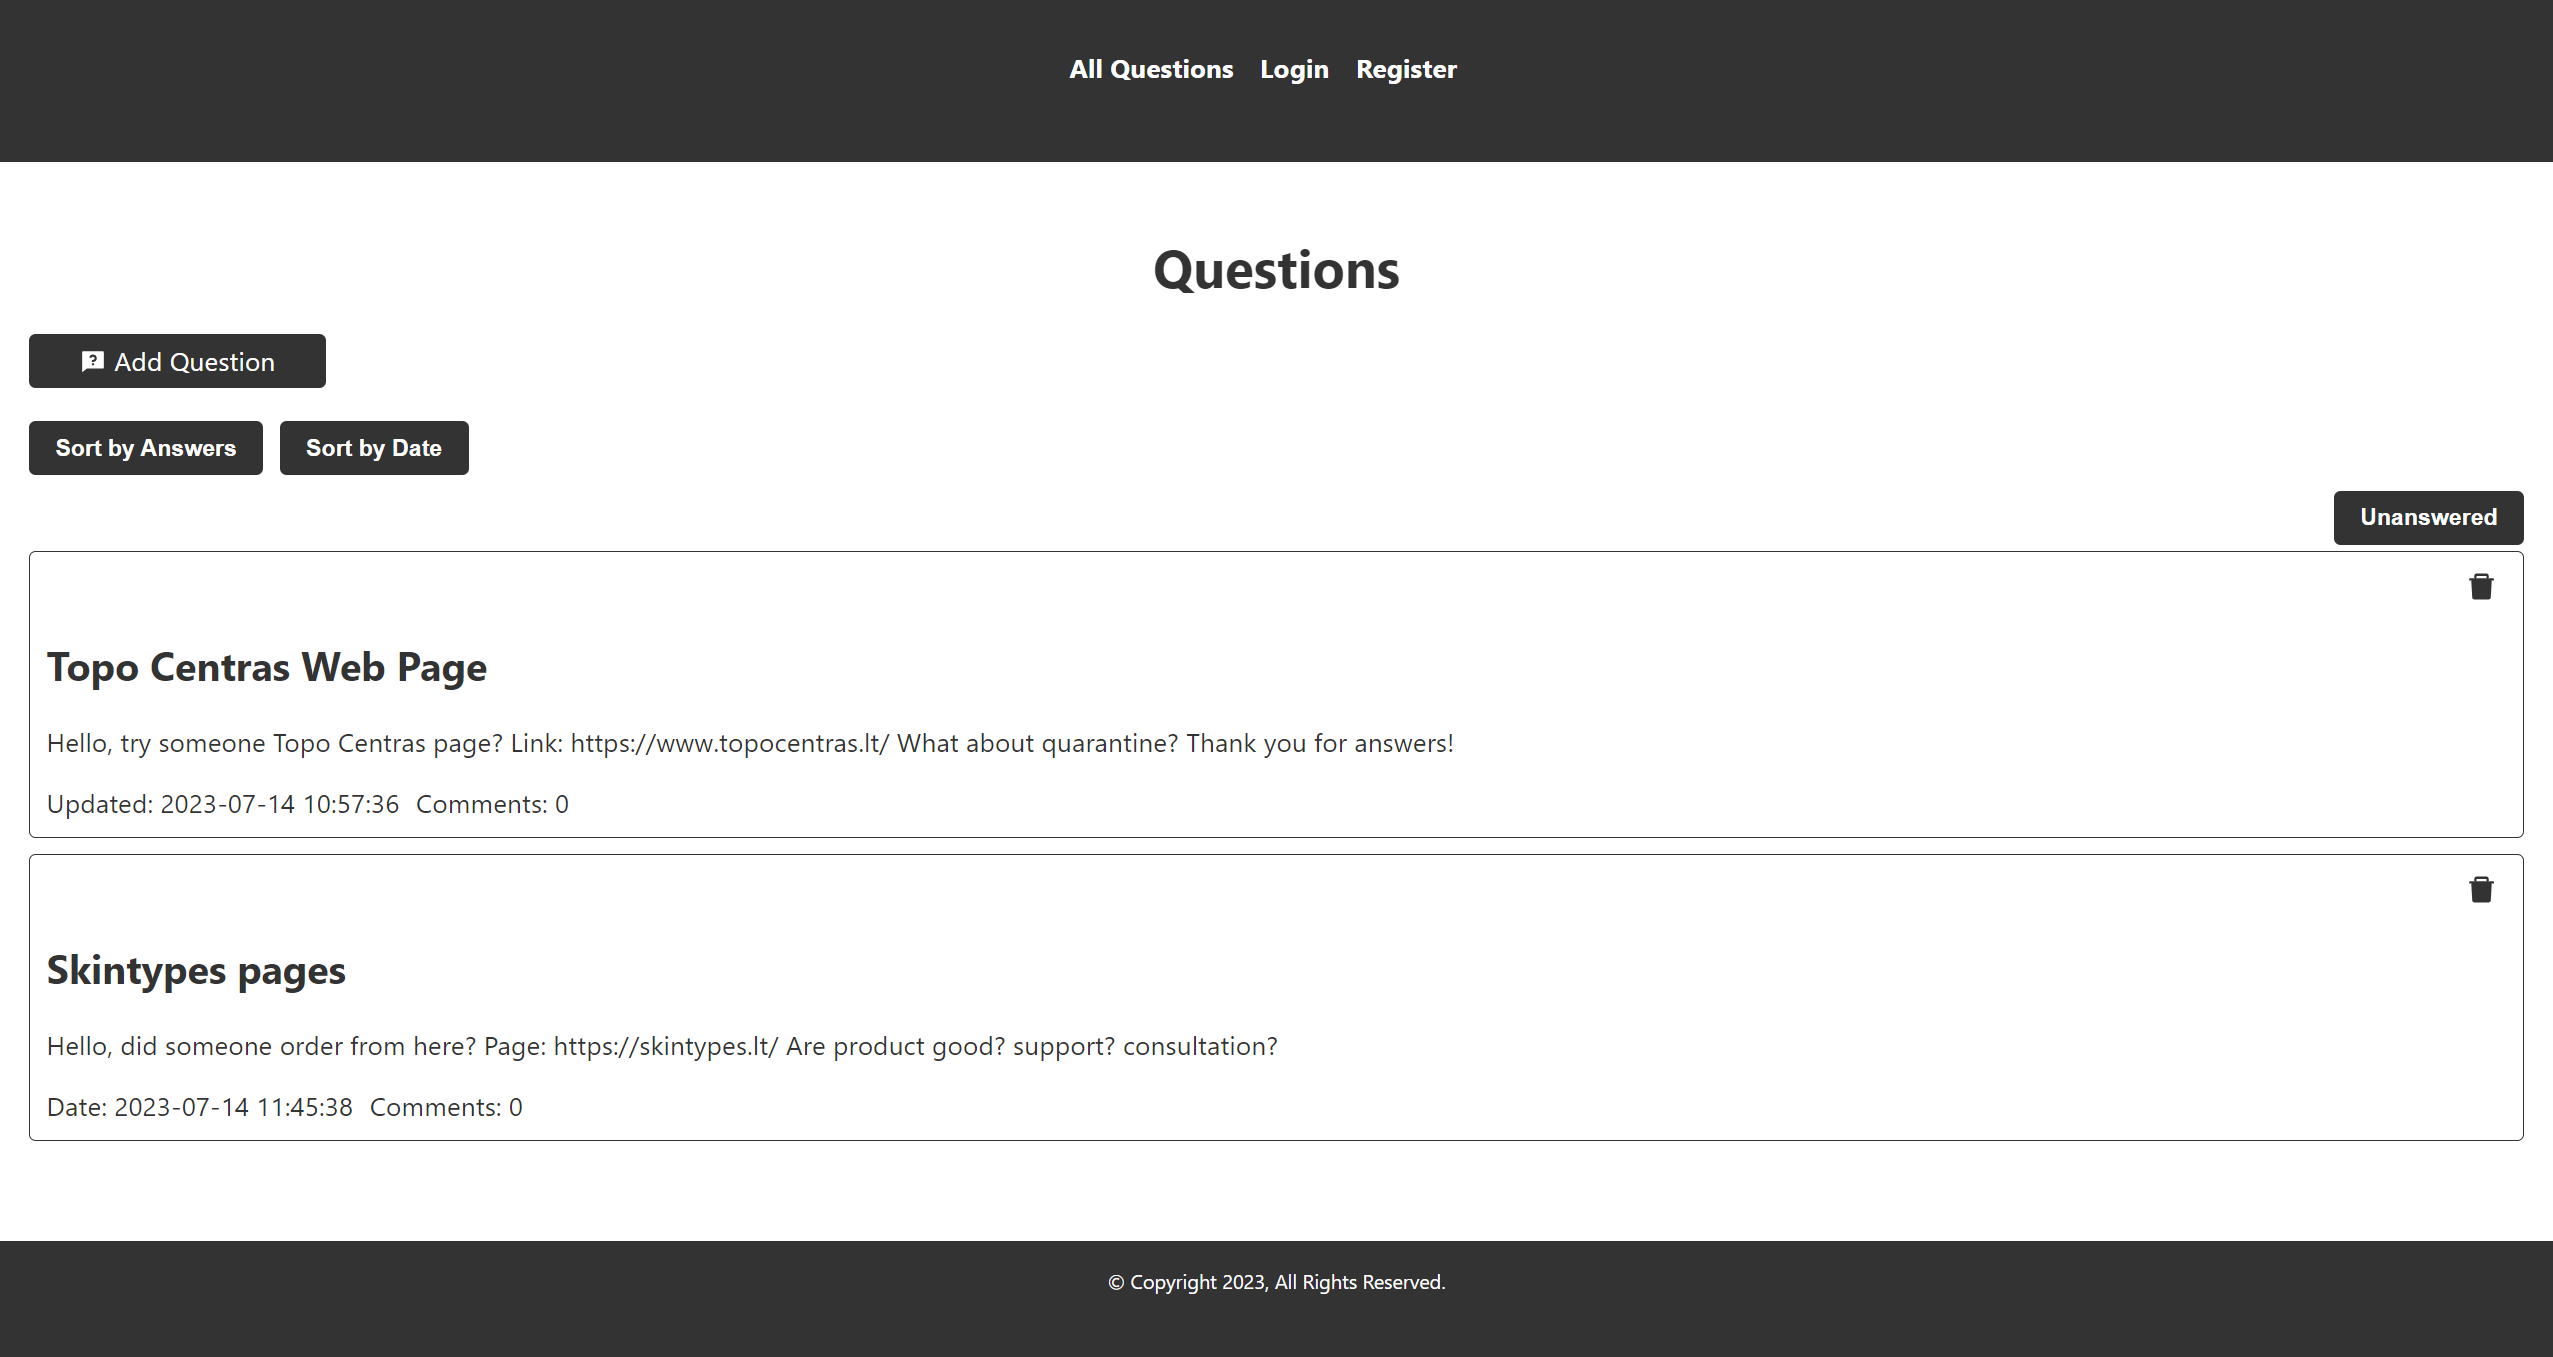 All Questions Login Register
Questions
Add Question
Sort by Answers Sort by Date
Unanswered
Topo Centras Web Page
Hello, try someone Topo Centras page? Link: https://www.topocentras.lt/ What about quarantine? Thank you for answers!
Updated: 2023-07-14 10:57:36 Comments: 0
Skintypes pages
Hello, did someone order from here? Page: https://skintypes.lt/ Are product good? support? consultation?
Date: 2023-07-14 11:45:38 Comments: 0
© Copyright 2023, All Rights Reserved.